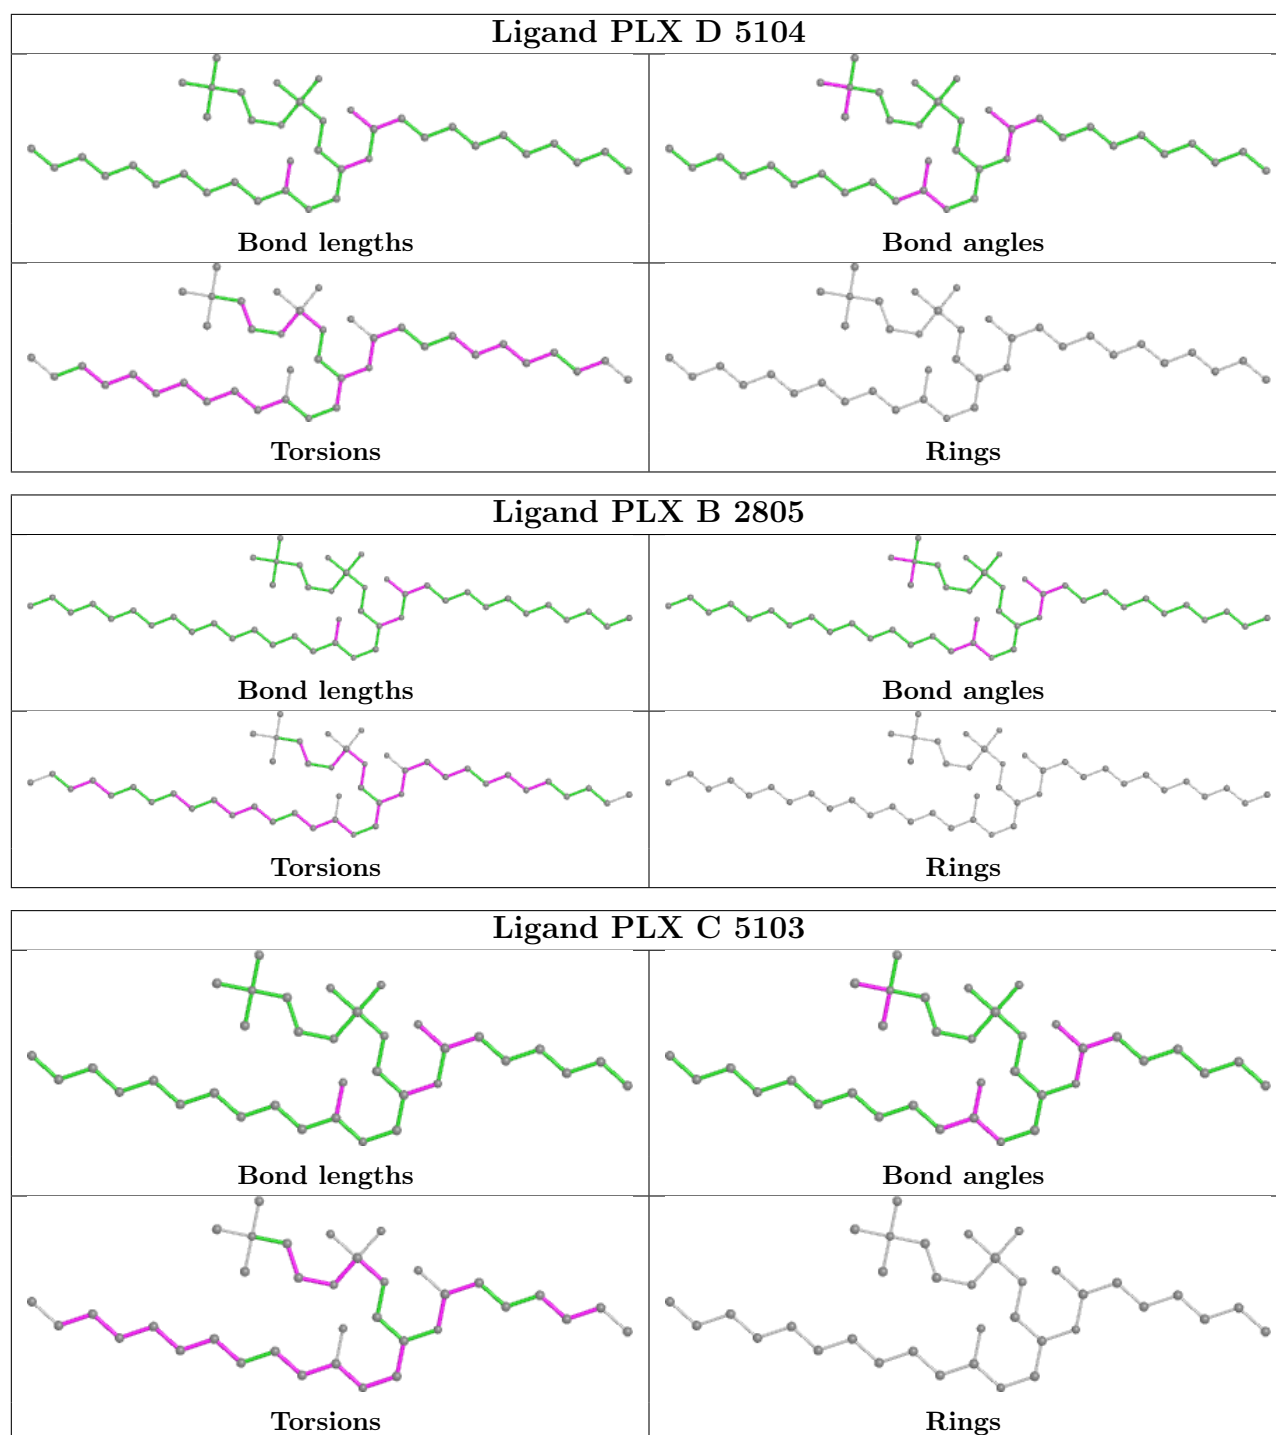 Ligand PLX D 5104
Bond lengths
Bond angles
Torsions
Rings
Ligand PLX B 2805
Bond lengths
Bond angles
Torsions
Rings
Ligand PLX C 5103
Bond lengths
Bond angles
Torsions
Rings